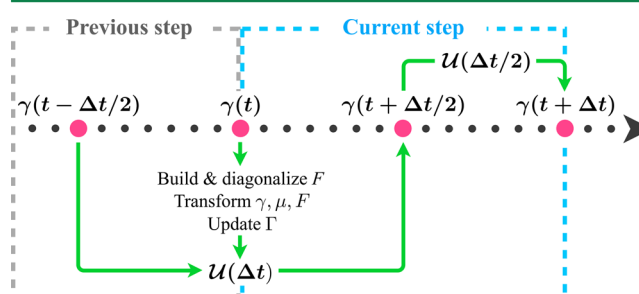 Previous step
Current step
𝒰(Δt/2)
γ(t − Δt/2)
γ(t)
γ(t + Δt/2)
γ(t + Δt)
Build & diagonalize F
Transform γ, μ, F
Update Γ
𝒰(Δt)